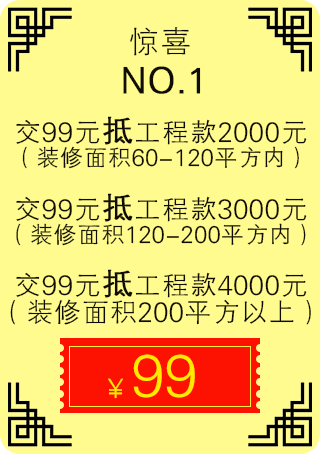 惊喜
NO.1
交99元抵工程款2000元
（装修面积60-120平方内）
交99元抵工程款3000元
（装修面积120-200平方内）
交99元抵工程款4000元
（装修面积200平方以上）
¥99